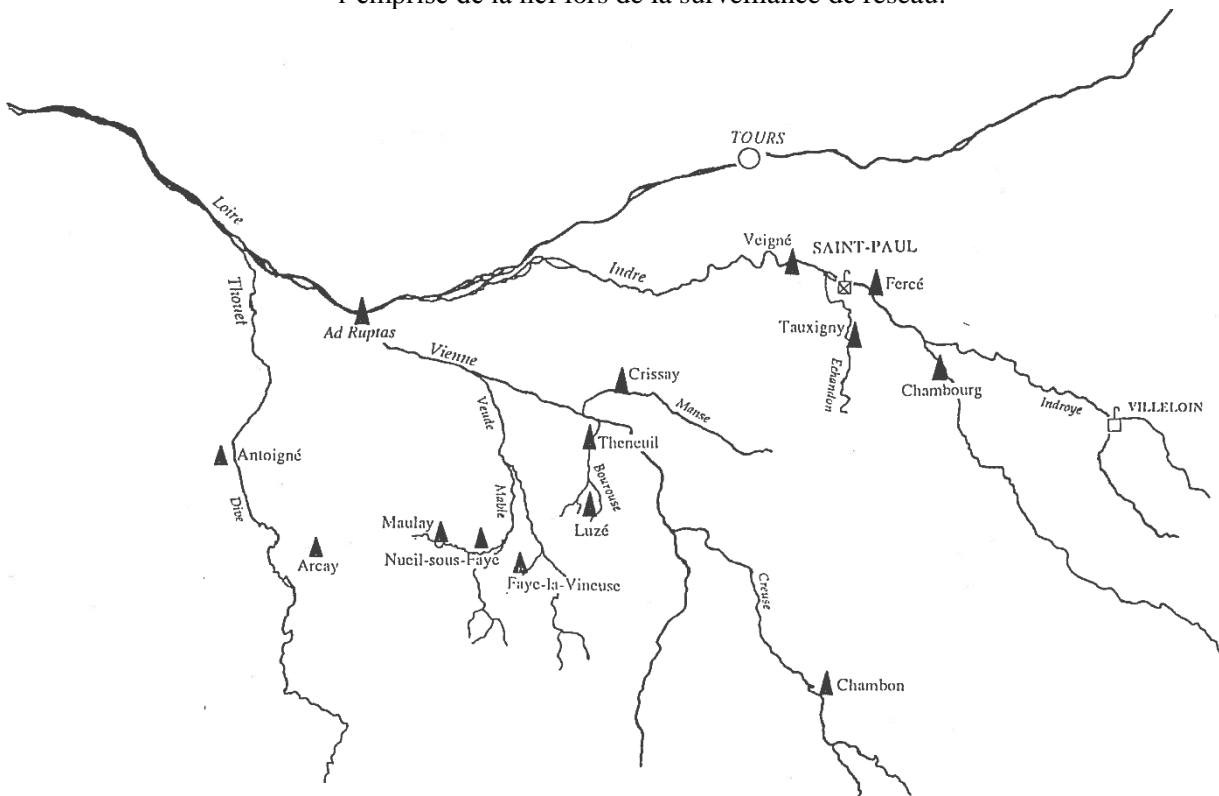 l'emprise de la nef lors de la surveillance de réseau.
TOURS
Loire
Veigné
SAINT-PAUL
Indre
Fercé
Thouet
Ad Ruptas
Tauxigny
Vienne
Echandon
Crissay
Chambourg
Manse
Indroye
VILLELOIN
Veude
Theneuil
Antoigné
Bourouse
Mable
Dive
Maulay
Luzé
Nueil-sous-Faye
Arcay
Faye-la-Vineuse
Creuse
Chambon